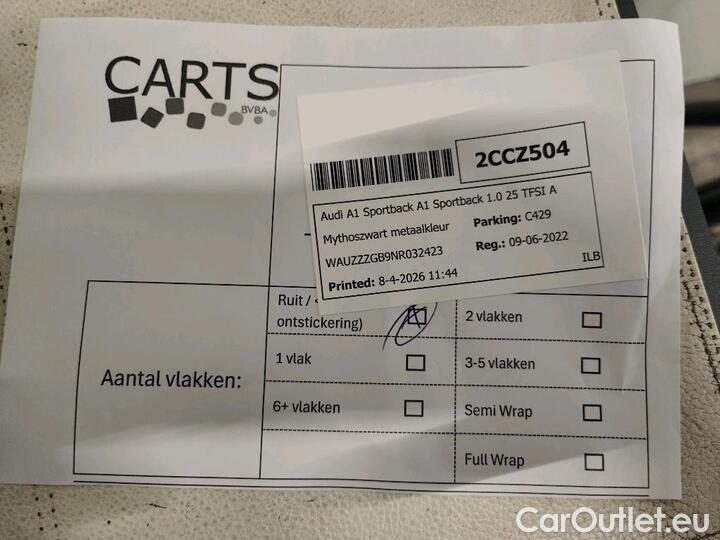 CARTS
BVBA
2CCZ504
Audi A1 Sportback A1 Sportback 1.0 25 TFSI A
Mythoszwart metaalkleur
Parking: C429
WAUZZZGB9NR032423
Reg.: 09-06-2022
Printed: 8-4-2026 11:44
ILB
Aantal vlakken:
Ruit / <
ontstickering)
2 vlakken
1 vlak
3-5 vlakken
6+ vlakken
Semi Wrap
Full Wrap
CarOutlet.eu